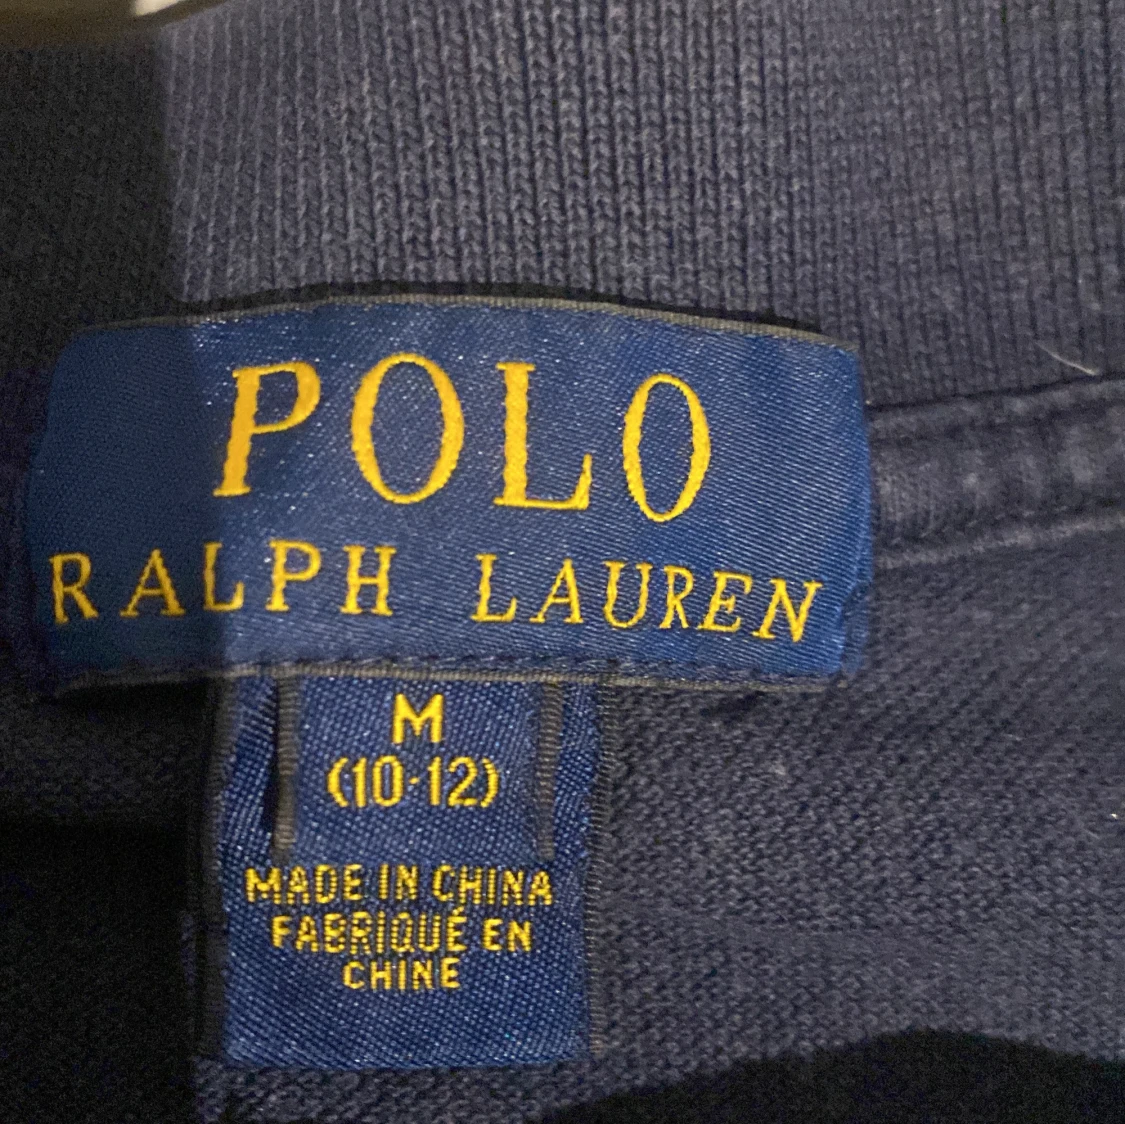 POLO
RALPH LAUREN
M
(10-12)
MADE IN CHINA
FABRIQUÉ EN
CHINE